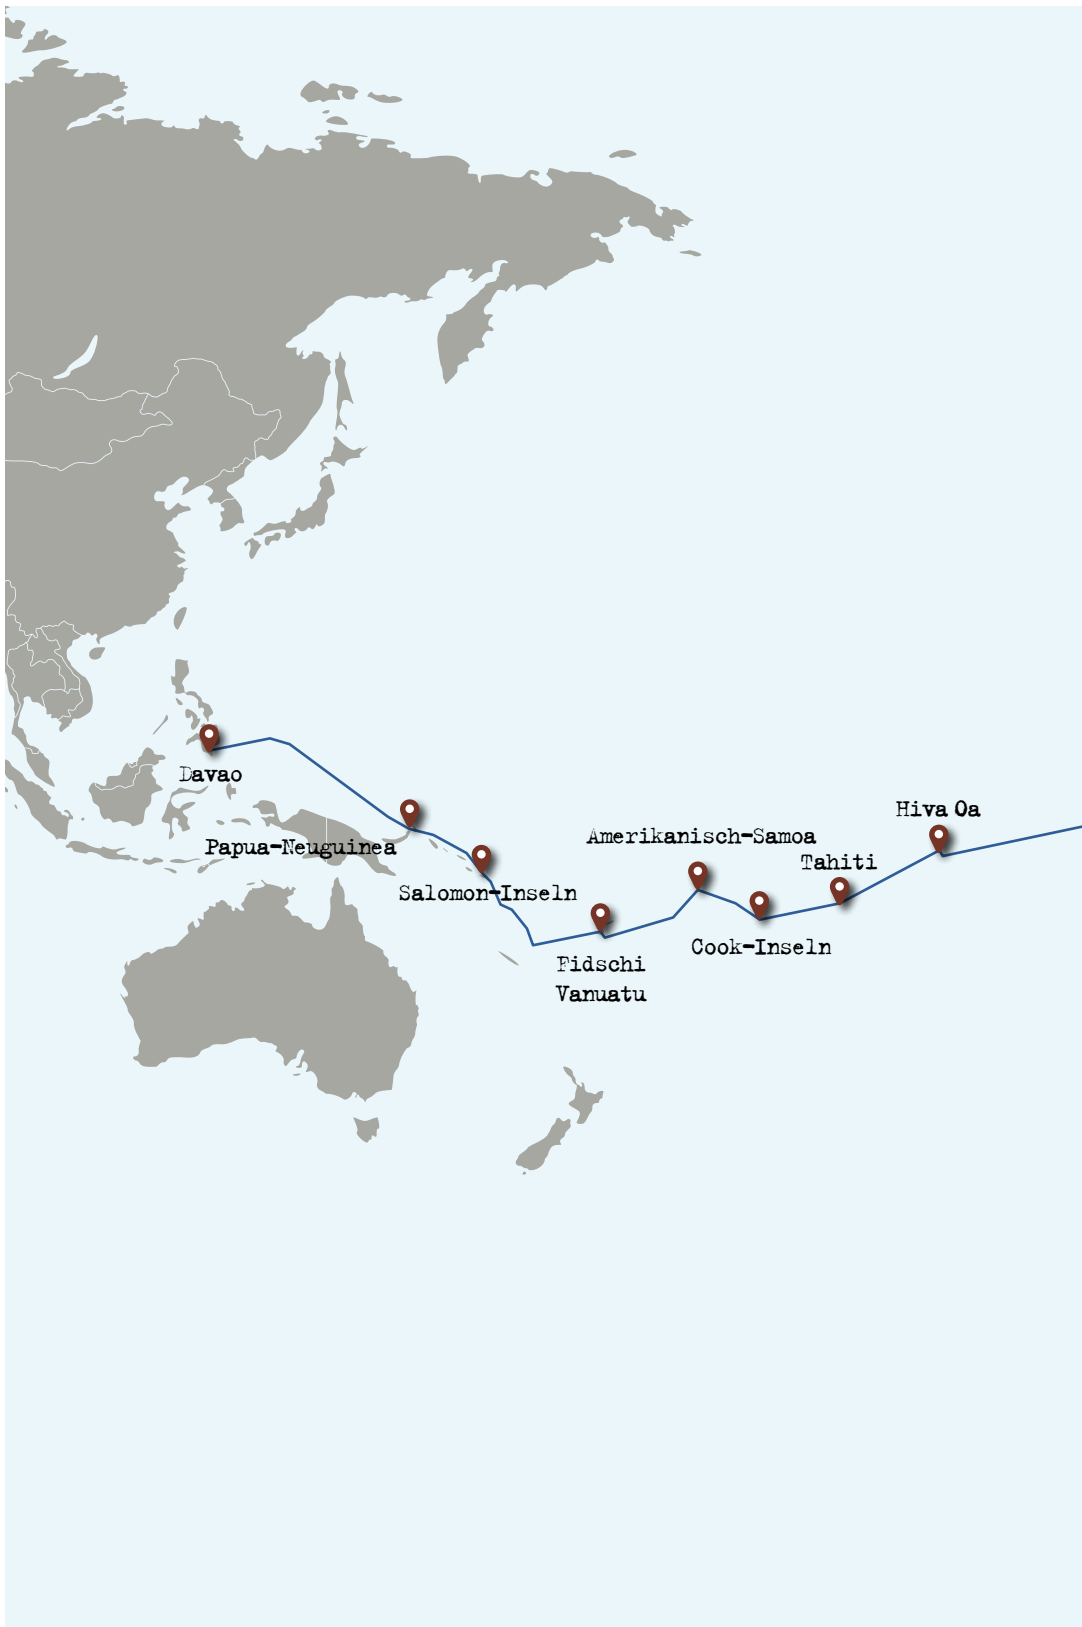 Davao
Papua-Neuguinea
Salomon-Inseln
Fidschi
Vanuatu
Amerikanisch-Samoa
Cook-Inseln
Tahiti
Hiva Oa